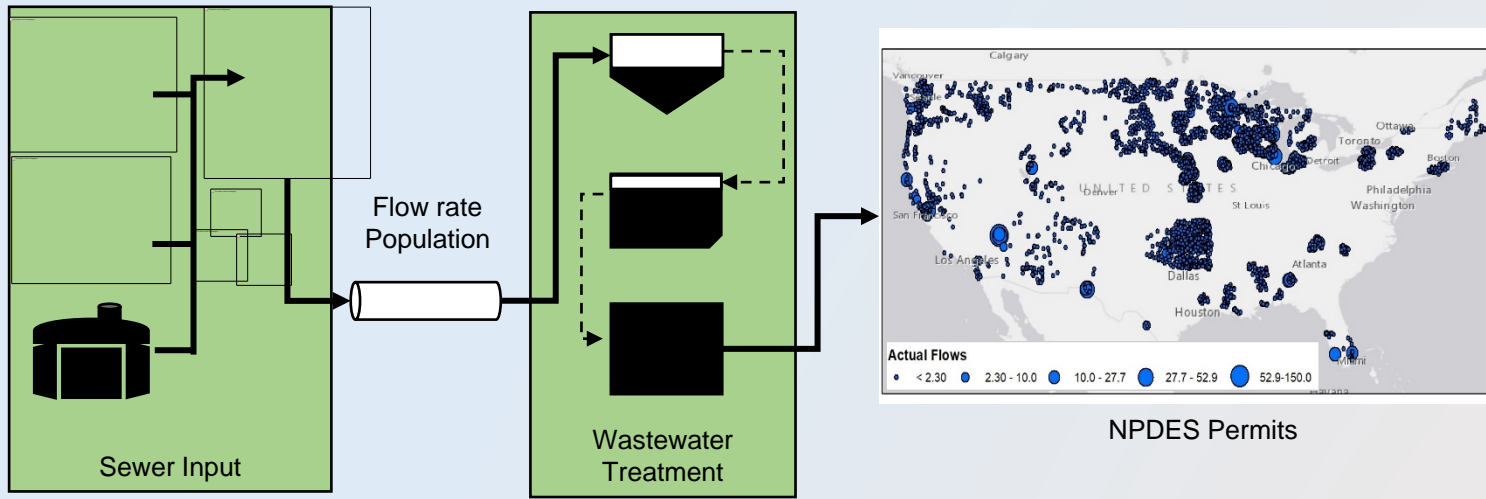 Sewer Input
Flow rate
Population
Wastewater
Treatment
Calgary
Vancouver
Seattle
Ottawa
Toronto
Boston
Detroit
Chicago
UNITED STATES
Denver
Philadelphia
St Louis
Washington
San Francisco
Los Angeles
Atlanta
Dallas
Houston
Miami
Havana
Actual Flows
< 2.30 2.30 - 10.0 10.0 - 27.7 27.7 - 52.9 52.9-150.0
NPDES Permits